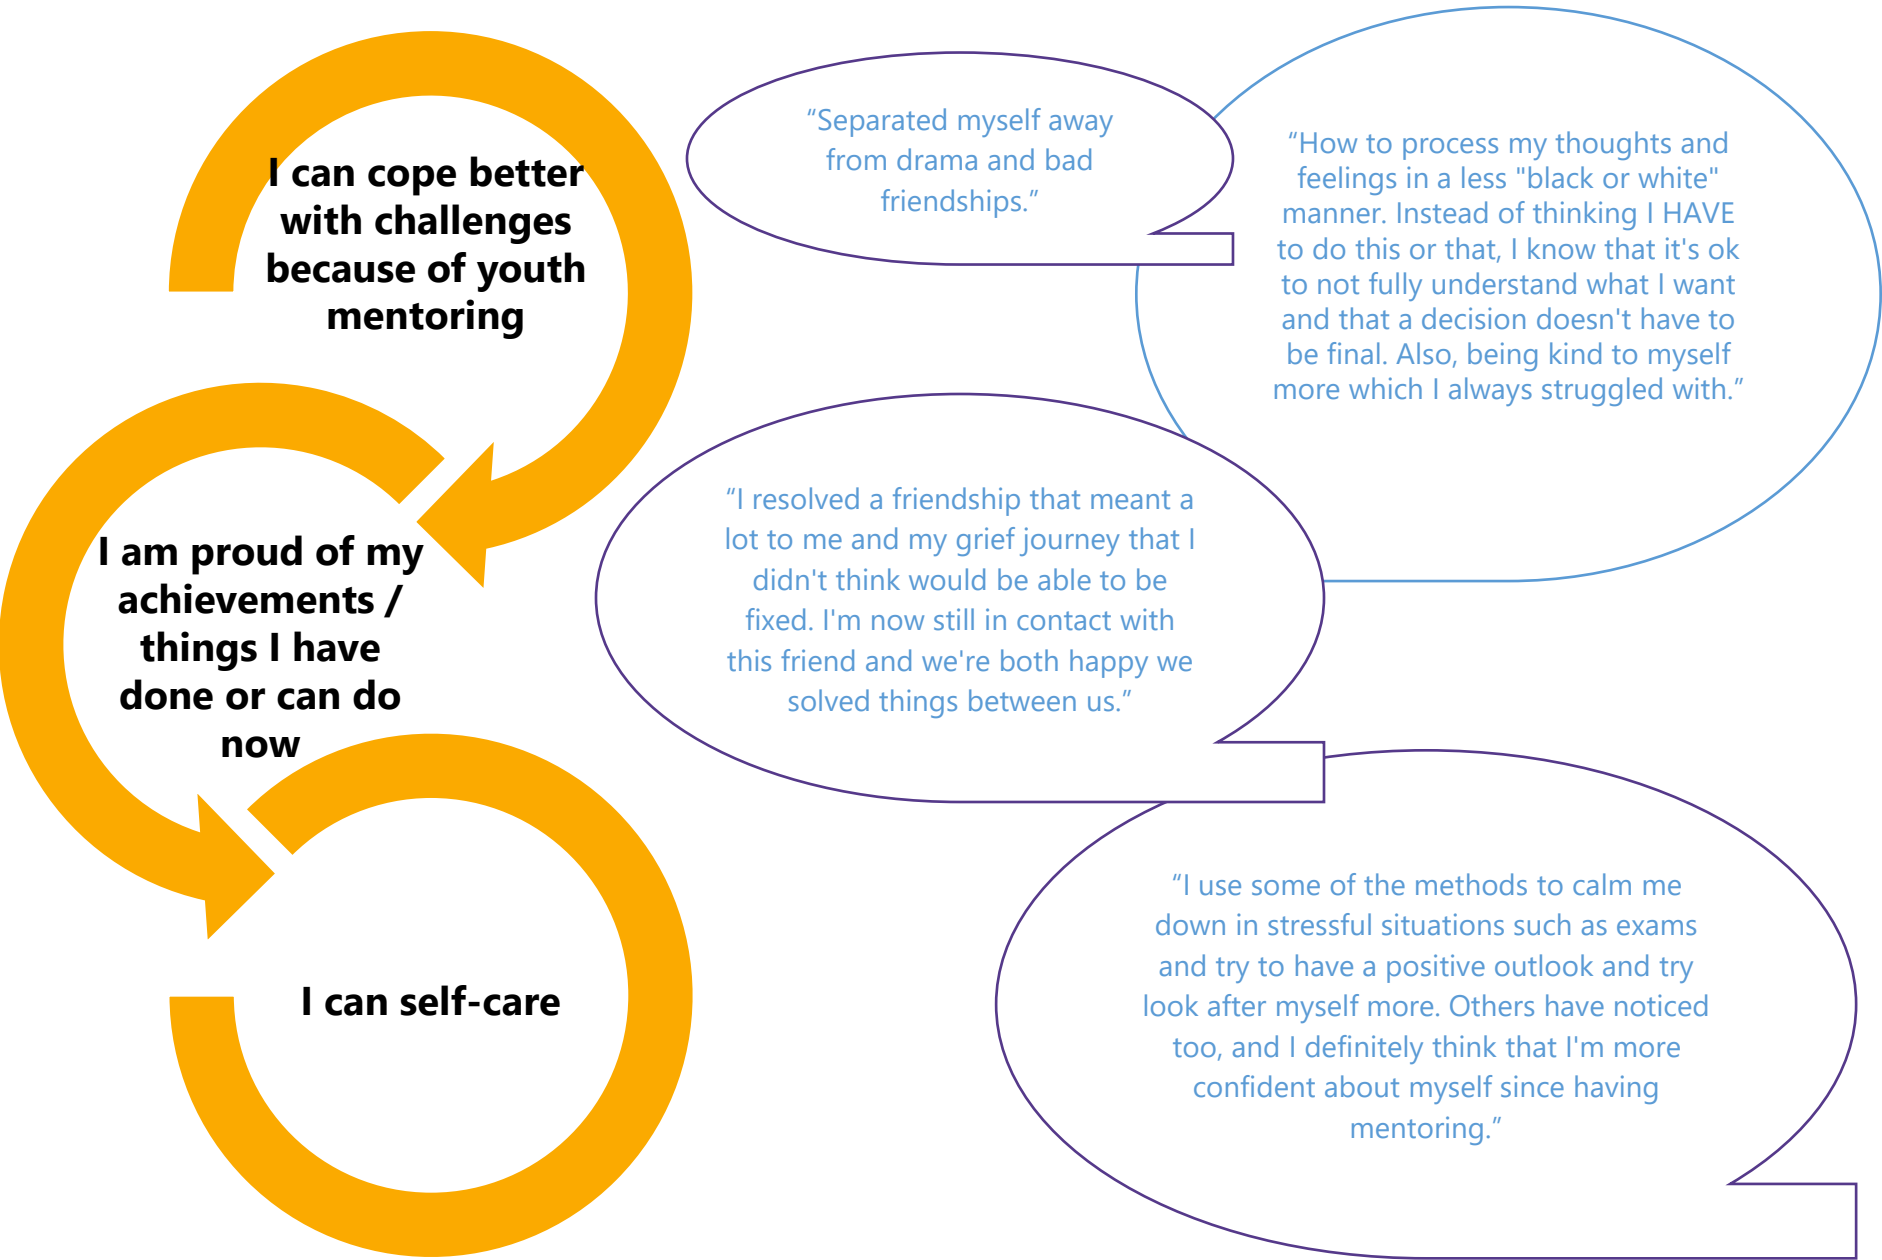 I can cope better
with challenges
because of youth
mentoring
I am proud of my
achievements /
things I have
done or can do
now
I can self-care
“Separated myself away
from drama and bad
friendships.”
“How to process my thoughts and
feelings in a less "black or white"
manner. Instead of thinking I HAVE
to do this or that, I know that it's ok
to not fully understand what I want
and that a decision doesn't have to
be final. Also, being kind to myself
more which I always struggled with.”
“I resolved a friendship that meant a
lot to me and my grief journey that I
didn't think would be able to be
fixed. I'm now still in contact with
this friend and we're both happy we
solved things between us.”
“I use some of the methods to calm me
down in stressful situations such as exams
and try to have a positive outlook and try
look after myself more. Others have noticed
too, and I definitely think that I'm more
confident about myself since having
mentoring.”